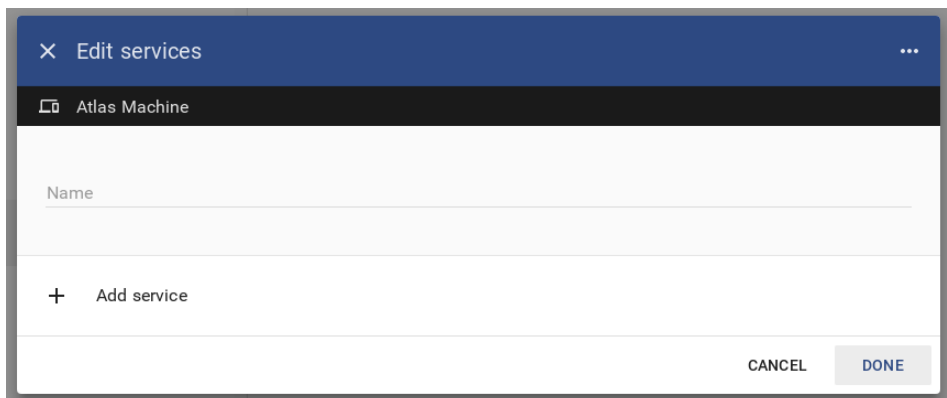 Edit services
Atlas Machine
Name
Add service
CANCEL DONE